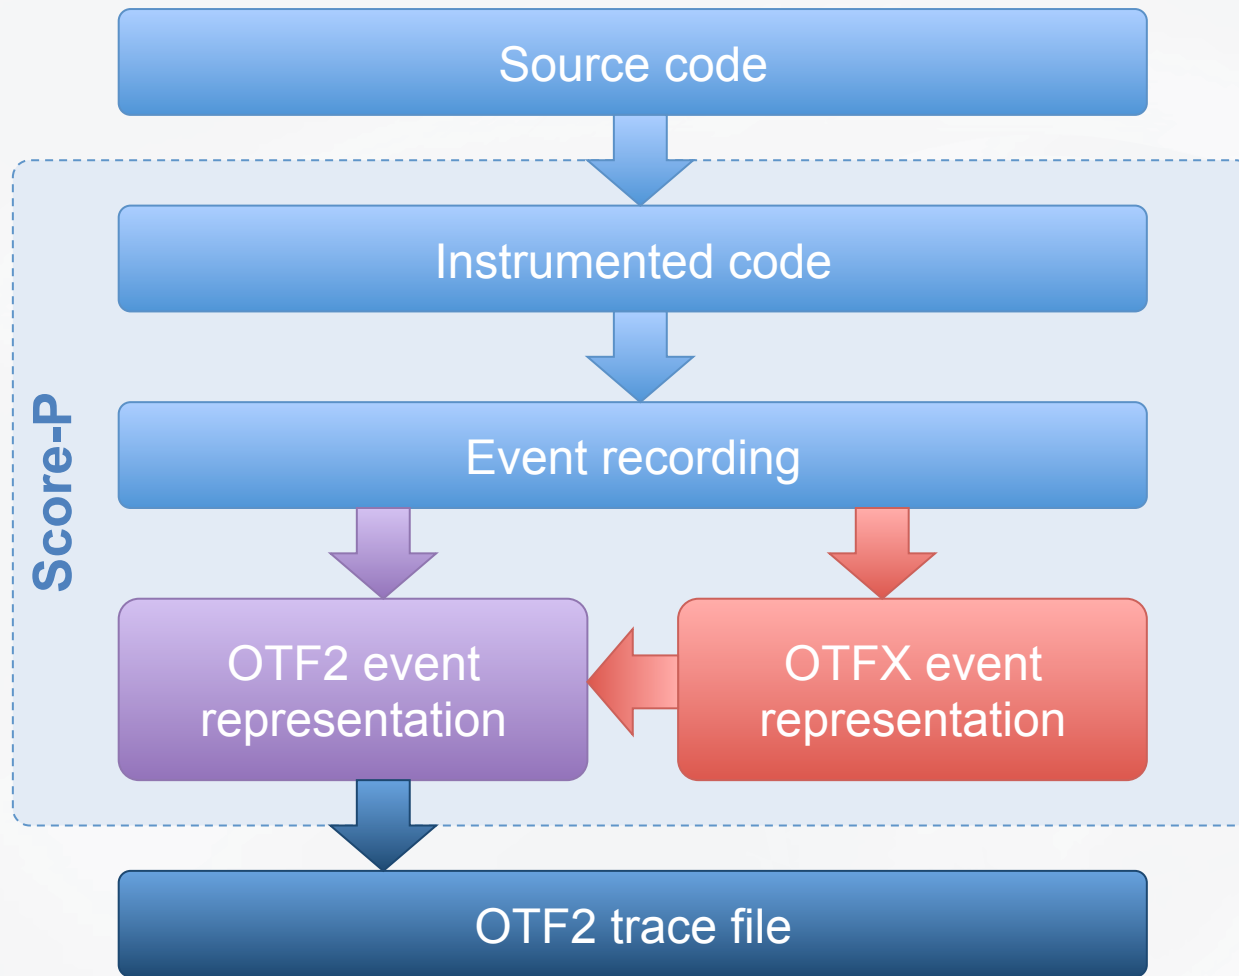 Source code
Instrumented code
Score-P
Event recording
OTF2 event
representation
OTFX event
representation
OTF2 trace file